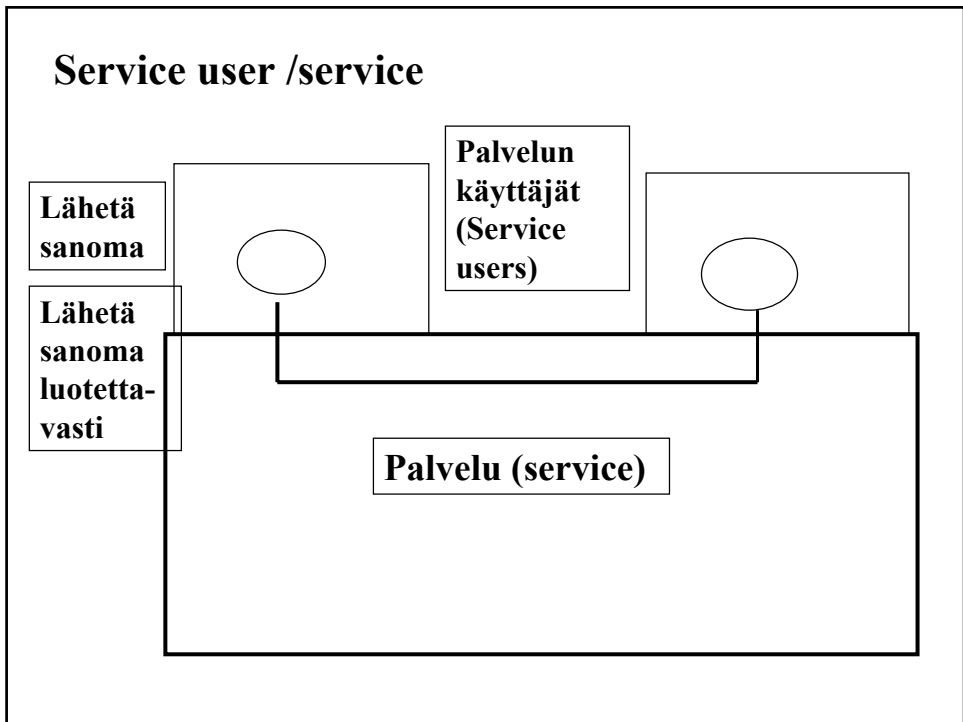 Service user /service
Palvelun
käyttäjät
(Service
users)
Lähetä
sanoma
Lähetä
sanoma
luotetta-
vasti
Palvelu (service)